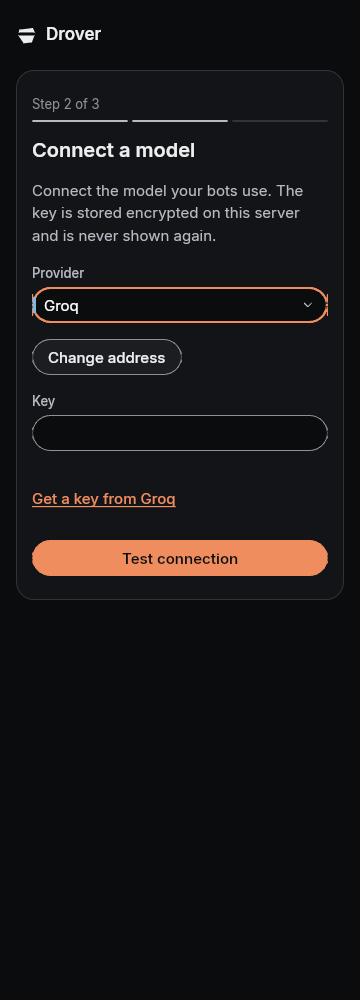 Drover
Step 2 of 3
Connect a model
Connect the model your bots use. The
key is stored encrypted on this server
and is never shown again.
Provider
Groq
Change address
Key
Get a key from Groq
Test connection